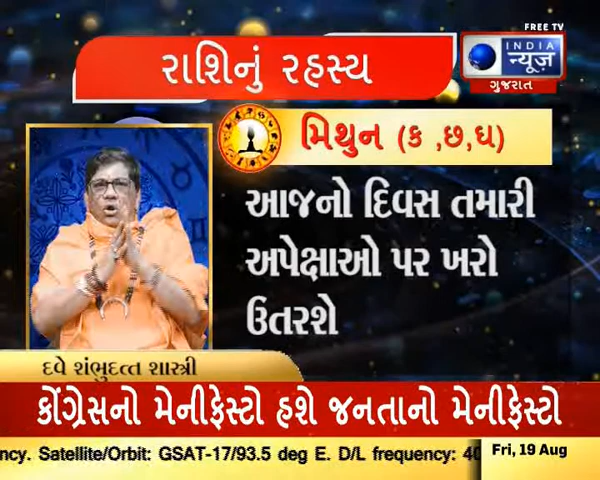 FREE TV
રાશિનું રહસ્ય
INDIA
न्यूज़
ગુજરાત
મિથુન (ક ,છ,ઘ)
આજનો દિવસ તમારી
અપેક્ષાઓ પર ખરો
ઉતરશે
દવે શંભુદત્ત શાસ્ત્રી
કોંગ્રેસનો મેનીફેસ્ટો હશે જનતાનો મેનીફેસ્ટો
ncy. Satellite/Orbit: GSAT-17/93.5 deg E. D/L frequency: 40
Fri, 19 Aug